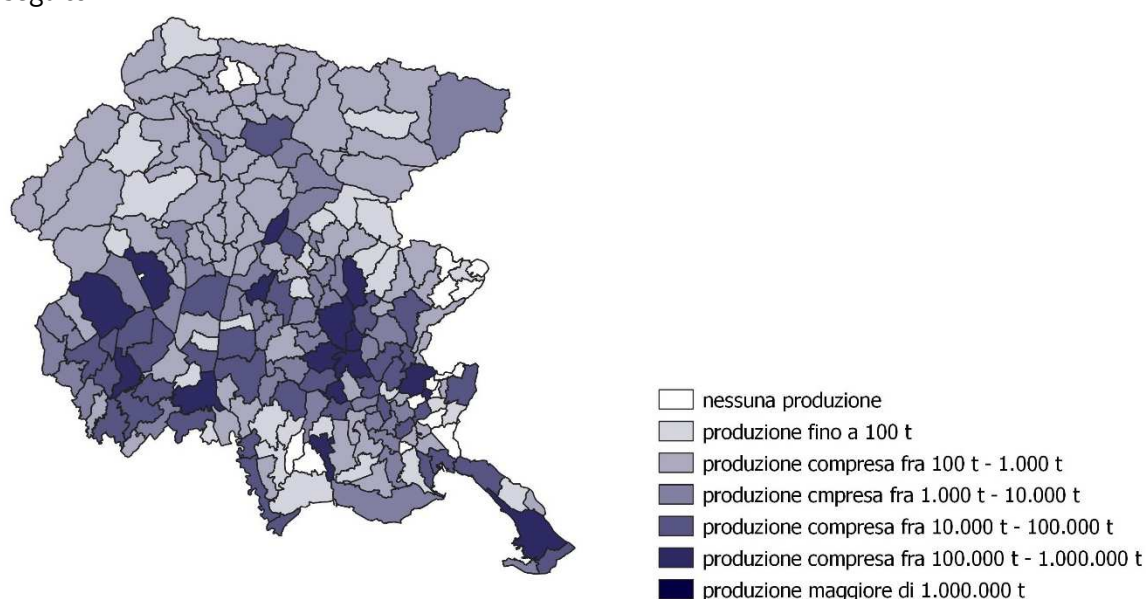 nessuna produzione
produzione fino a 100 t
produzione compresa fra 100 t - 1.000 t
produzione cmpresa fra 1.000 t - 10.000 t
produzione compresa fra 10.000 t - 100.000 t
produzione compresa fra 100.000 t - 1.000.000 t
produzione maggiore di 1.000.000 t